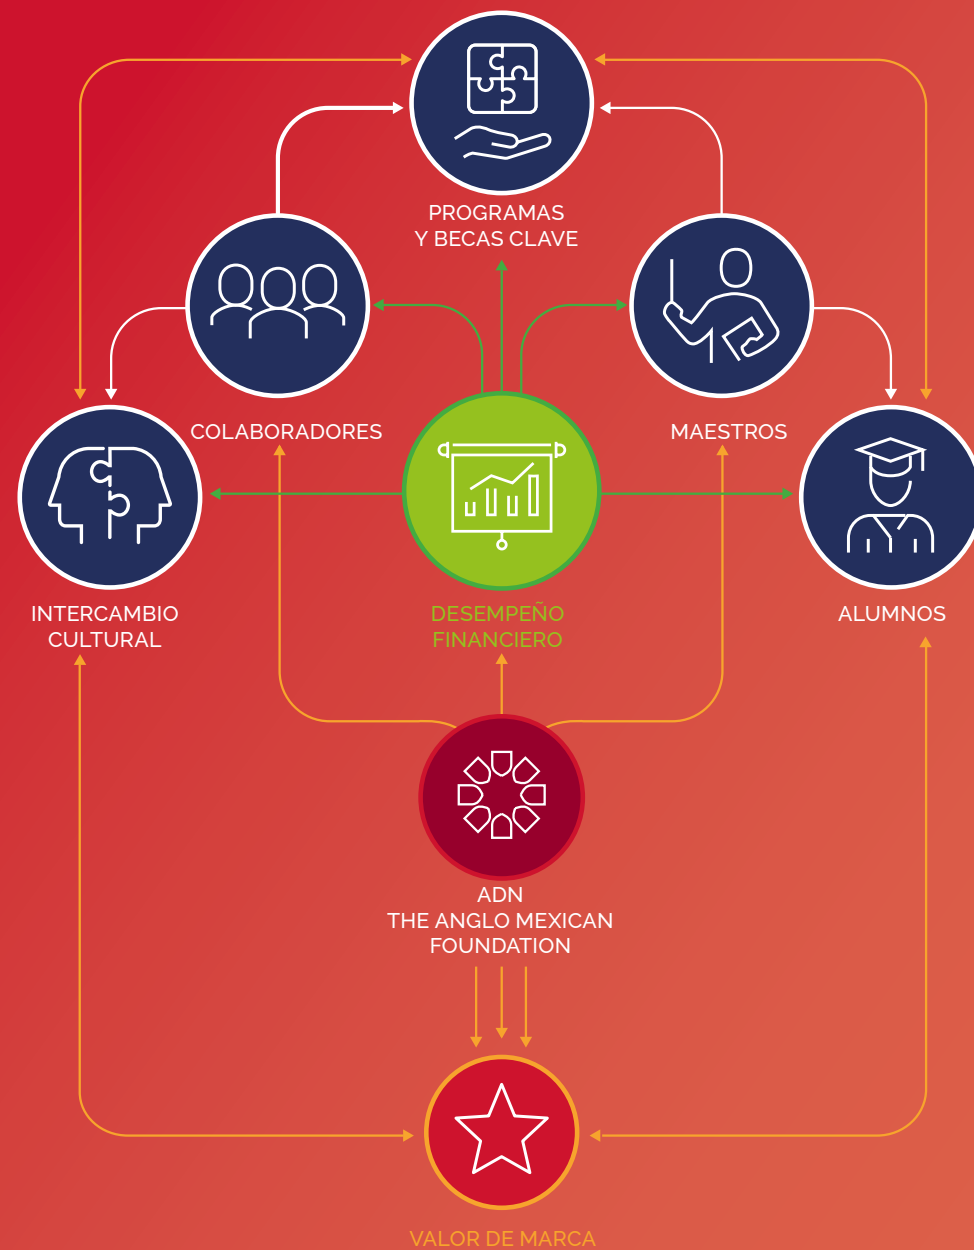 PROGRAMAS
Y BECAS CLAVE
COLABORADORES
MAESTROS
INTERCAMBIO
CULTURAL
DESEMPEÑO
FINANCIERO
ALUMNOS
ADN
THE ANGLO MEXICAN
FOUNDATION
VALOR DE MARCA